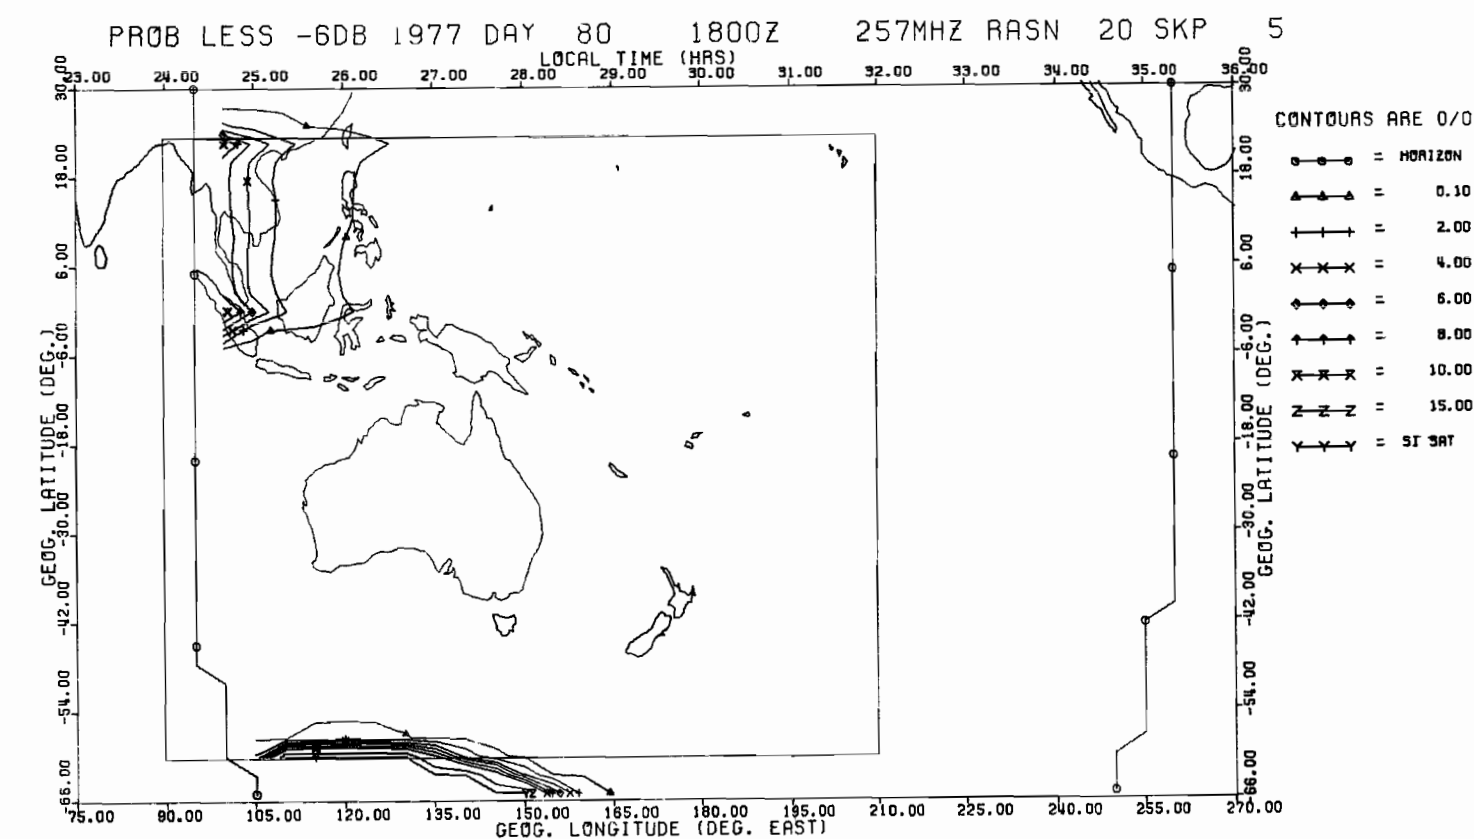 PROB LESS -6DB 1977 DAY 80 1800Z 257MHZ RASN 20 SKP 5
LOCAL TIME (HRS)
23.00 24.00 25.00 26.00 27.00 28.00 29.00 30.00 31.00 32.00 33.00 34.00 35.00 36.00
GEOG. LATITUDE (DEG.)
30.00
18.00
6.00
-6.00
-18.00
-30.00
-42.00
-54.00
-66.00
GEOG. LATITUDE (DEG.)
30.00
18.00
6.00
-6.00
-18.00
-30.00
-42.00
-54.00
-66.00
CONTOURS ARE O/O
= HORIZON
= 0.10
= 2.00
= 4.00
= 6.00
= 8.00
= 10.00
= 15.00
= SI SAT
75.00 90.00 105.00 120.00 135.00 150.00 165.00 180.00 195.00 210.00 225.00 240.00 255.00 270.00
GEOG. LONGITUDE (DEG. EAST)